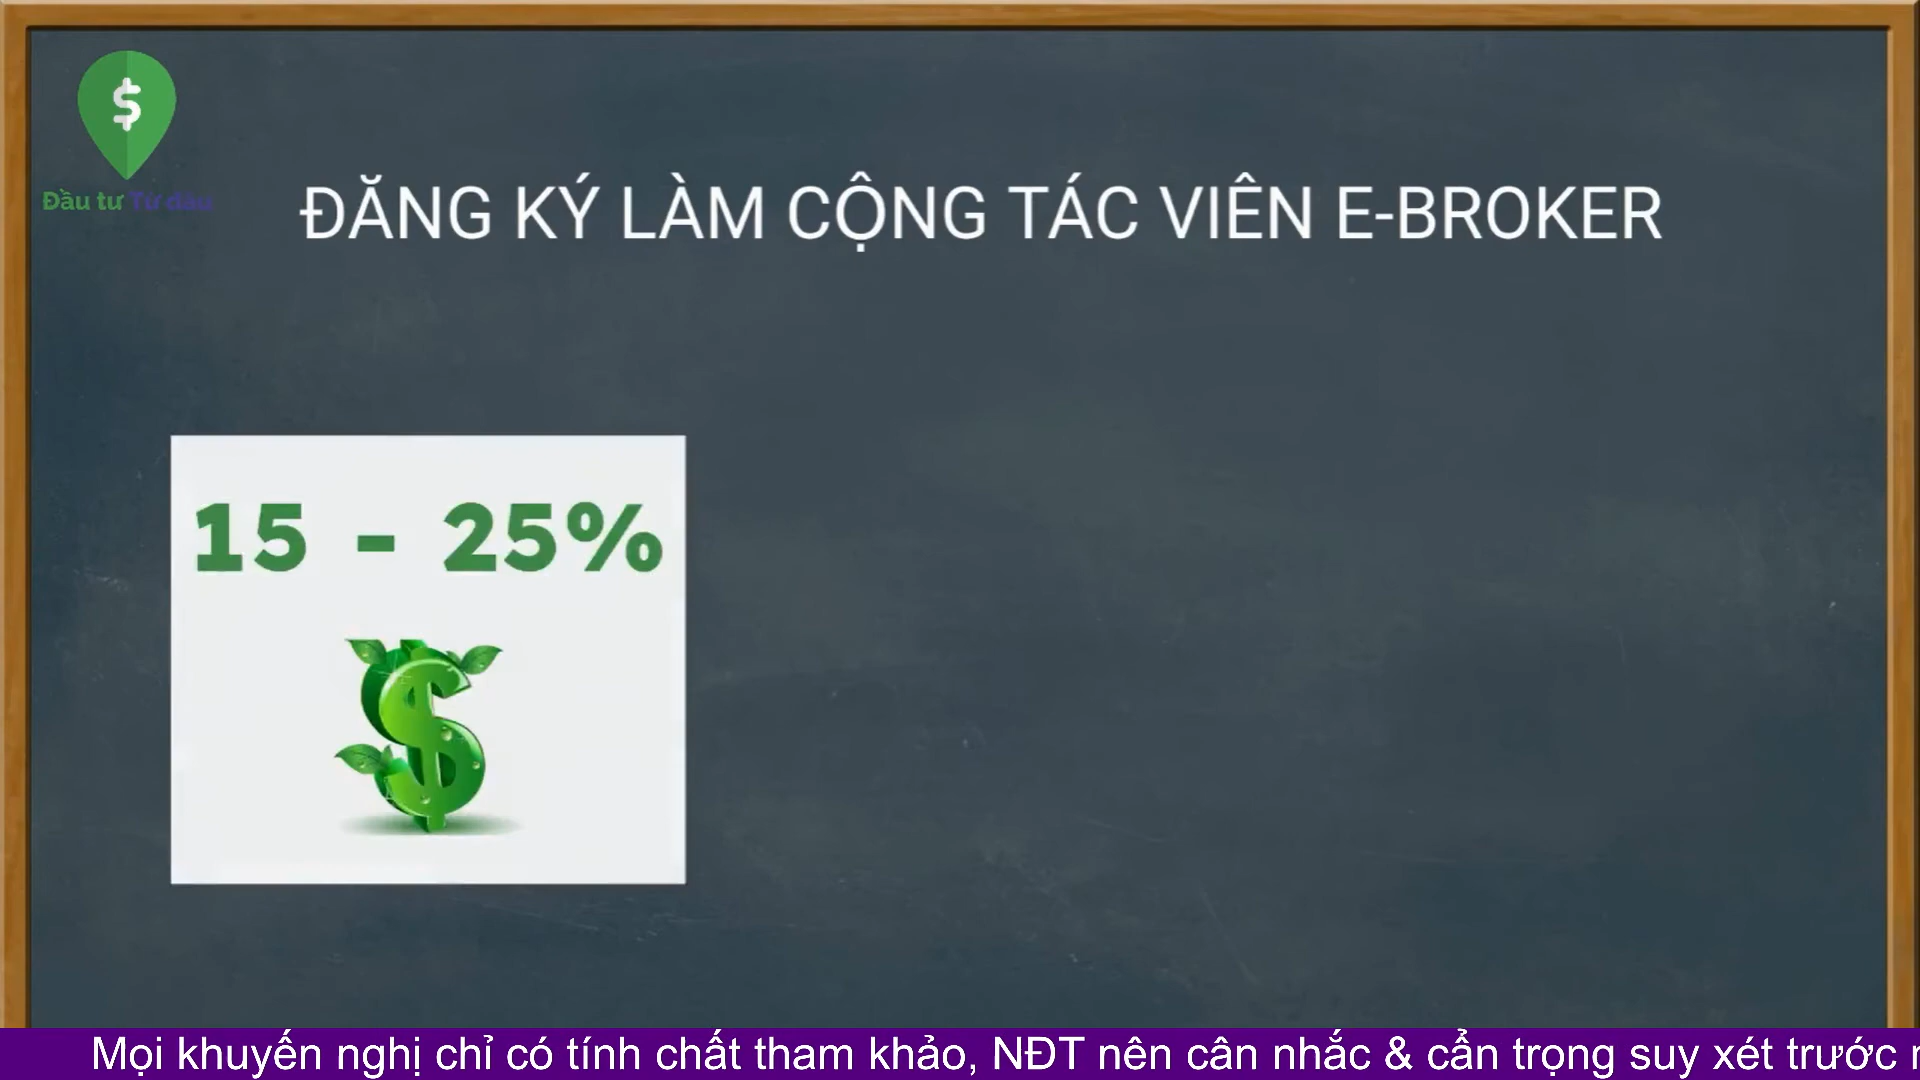 $
Đầu tư Từ đâu
ĐĂNG KÝ LÀM CỘNG TÁC VIÊN E-BROKER
15 - 25%
Mọi khuyến nghị chỉ có tính chất tham khảo, NĐT nên cân nhắc & cẩn trọng suy xét trước